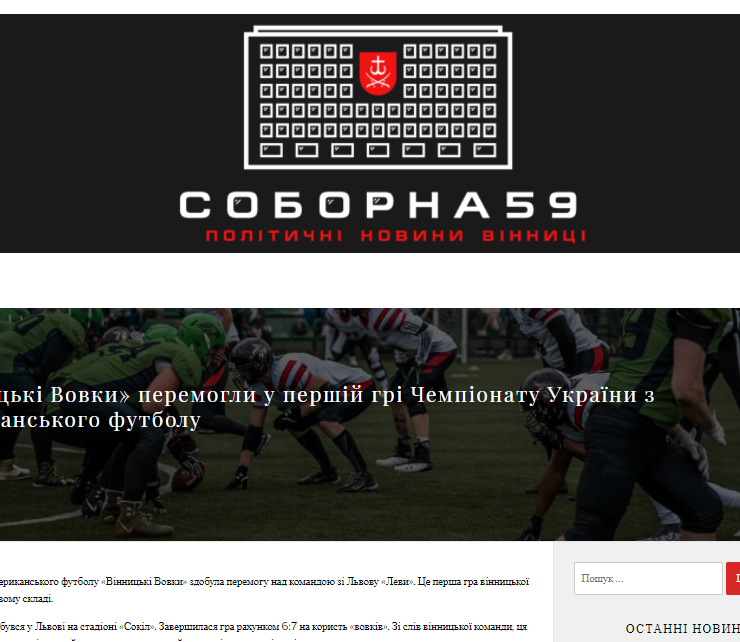 СОБОРНА59
ПОЛІТИЧНІ НОВИНИ ВІННИЦІ
цькі Вовки» перемогли у першій грі Чемпіонату України з
анського футболу
ериканського футболу «Вінницькі Вовки» здобула перемогу над командою зі Львову «Леви». Це перша гра вінницької
вому складі.
Пошук …
бувся у Львові на стадіоні «Сокіл». Завершилася гра рахунком 6:7 на користь «вовків». Зі слів вінницької команди, ця
ОСТАННІ НОВИН